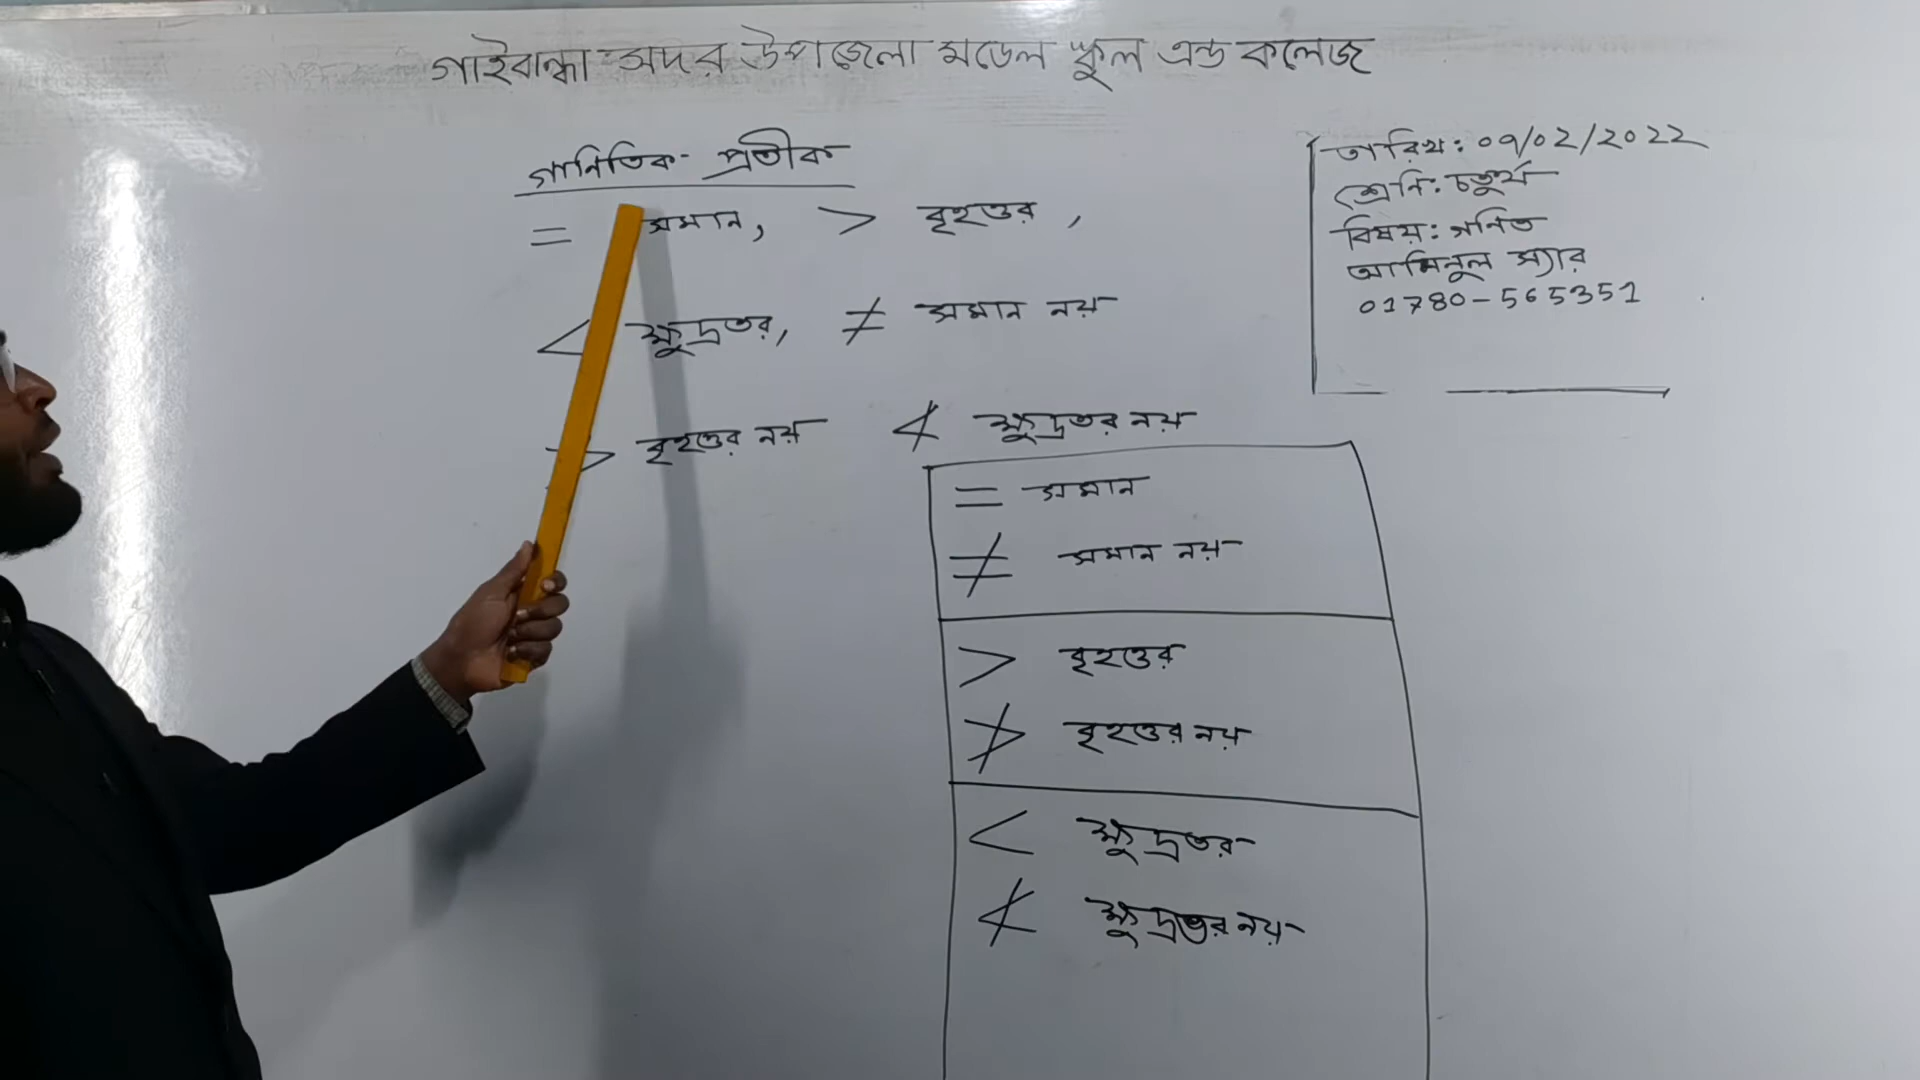 গাইবান্ধা সদর উপজেলা মডেল স্কুল এন্ড কলেজ
গাণিতিক প্রতীক
= সমান, > বৃহত্তর,
< ক্ষুদ্রতর, ≠ সমান নয়
≯ বৃহত্তর নয় ≮ ক্ষুদ্রতর নয়
তারিখ: ০৭/০২/২০২২
শ্রেণি: চতুর্থ
বিষয়: গণিত
আমিনুল স্যার
01780-565351
= সমান
≠ সমান নয়
> বৃহত্তর
≯ বৃহত্তর নয়
< ক্ষুদ্রতর
≮ ক্ষুদ্রতর নয়